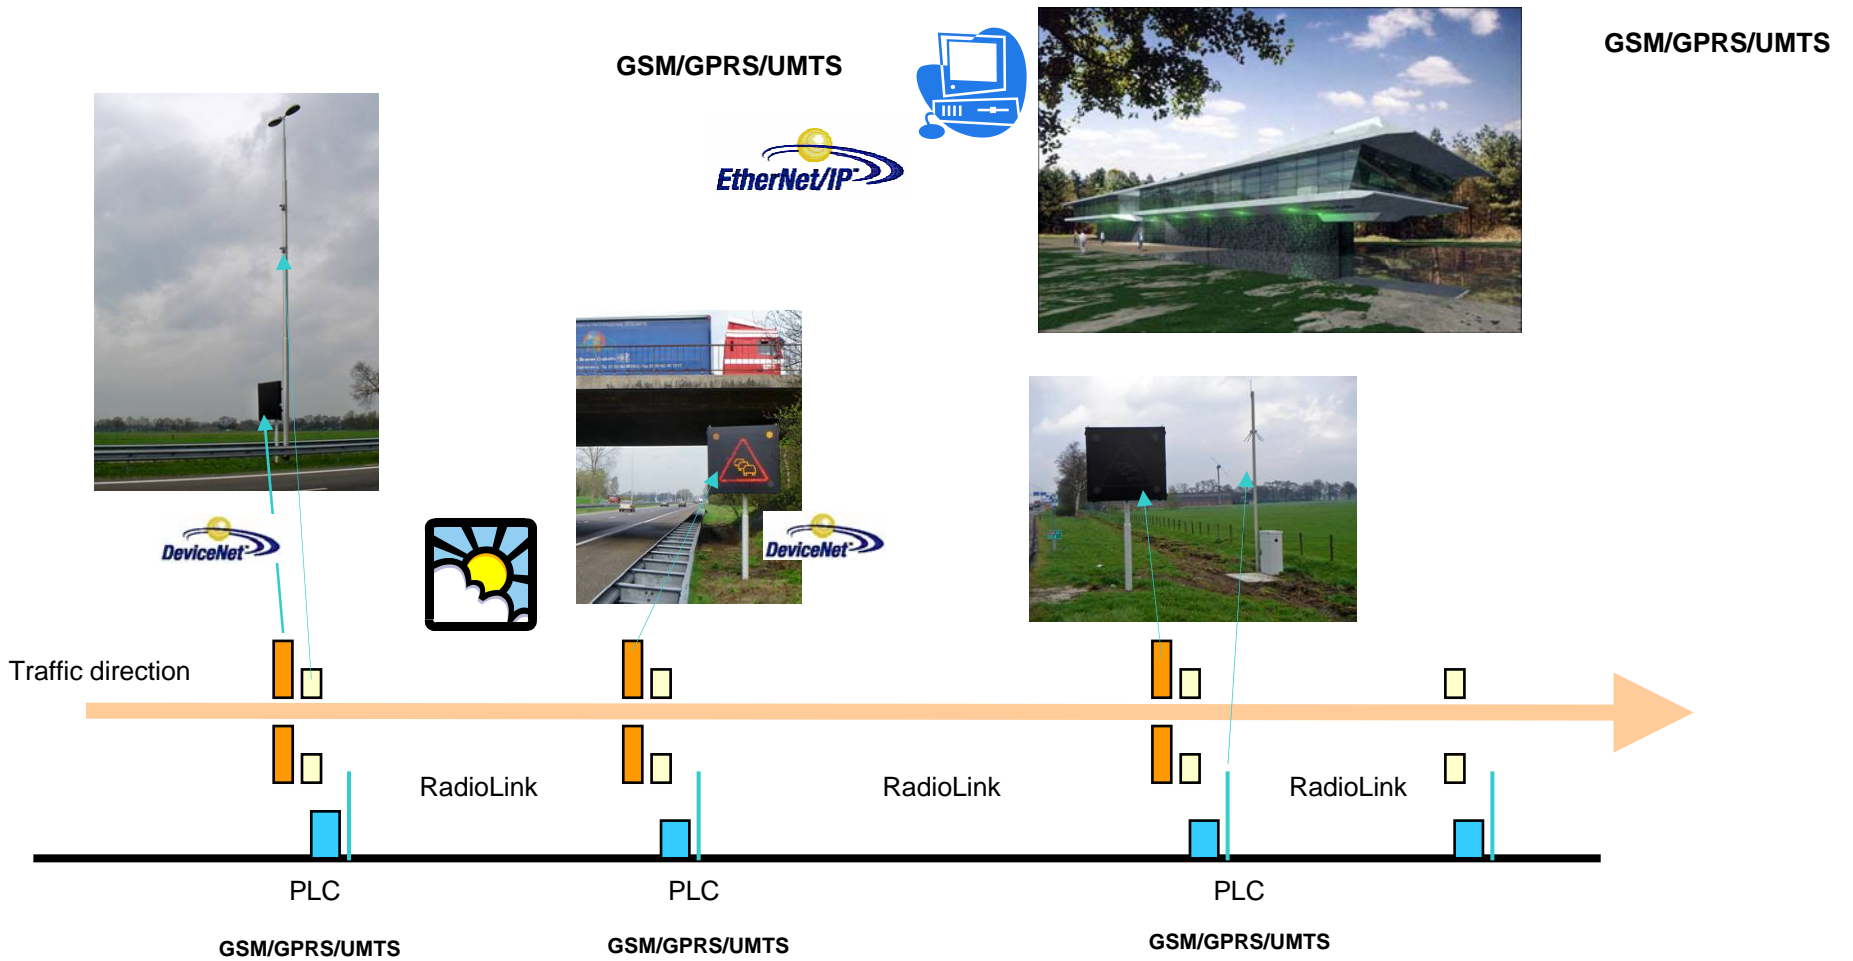 GSM/GPRS/UMTS
GSM/GPRS/UMTS
EtherNet/IP
DeviceNet
DeviceNet
Traffic direction
RadioLink
RadioLink
RadioLink
PLC
PLC
PLC
GSM/GPRS/UMTS
GSM/GPRS/UMTS
GSM/GPRS/UMTS